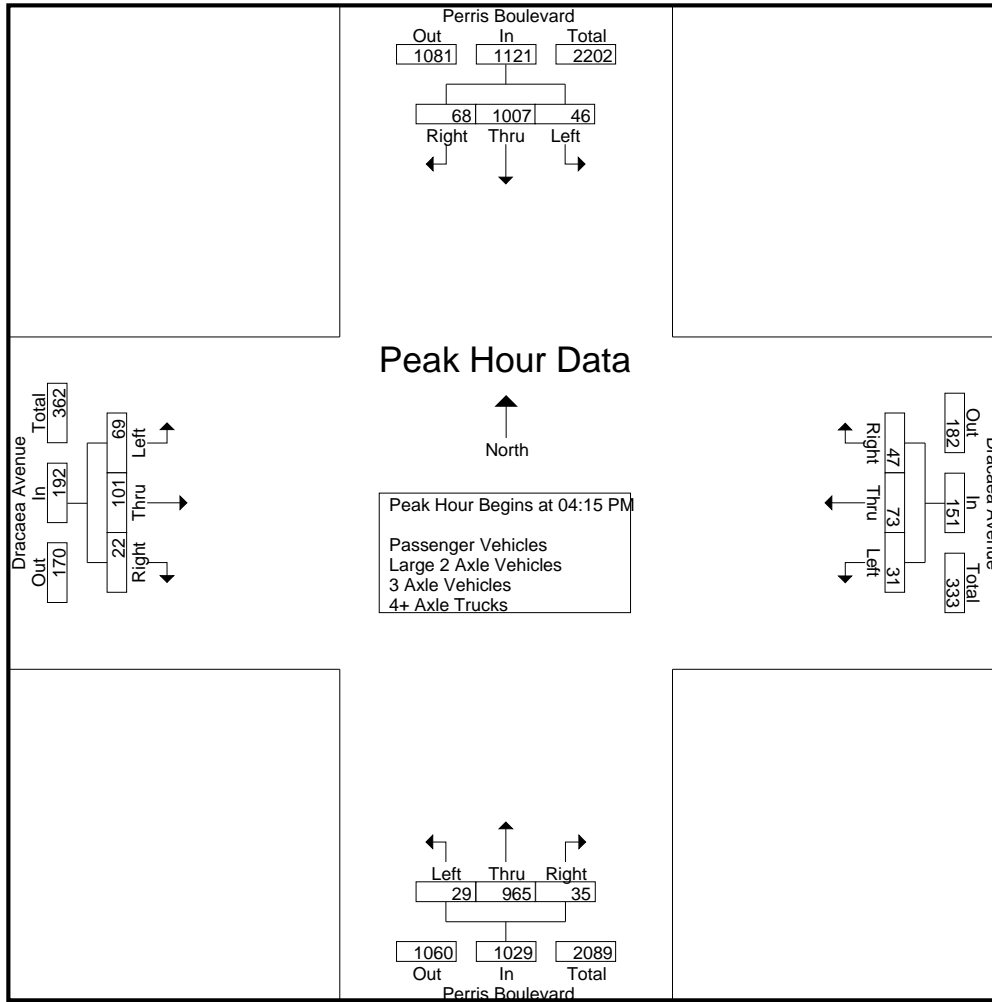 Perris Boulevard
Out In Total
1081 1121 2202
68 1007 46
Right Thru Left
Peak Hour Data
North
Peak Hour Begins at 04:15 PM
Passenger Vehicles
Large 2 Axle Vehicles
3 Axle Vehicles
4+ Axle Trucks
Dracaea Avenue
Out In Total
170 192 362
22 101 69
Right Thru Left
Dracaea Avenue
Out In Total
182 151 333
47 73 31
Right Thru Left
Left Thru Right
29 965 35
1060 1029 2089
Out In Total
Perris Boulevard